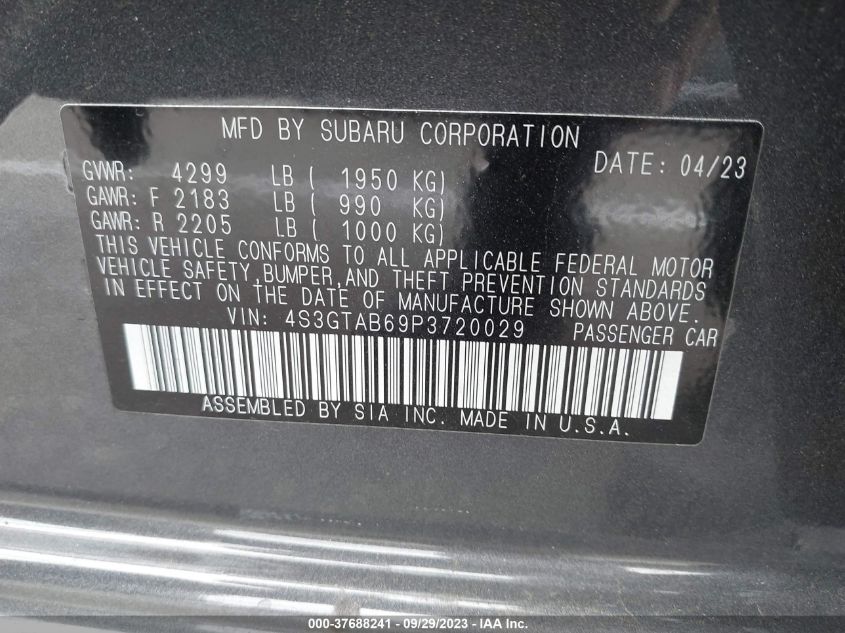 MFD BY SUBARU CORPORATION
DATE: 04/23
GVWR: 4299 LB ( 1950 KG)
GAWR: F 2183 LB ( 990 KG)
GAWR: R 2205 LB ( 1000 KG)
THIS VEHICLE CONFORMS TO ALL APPLICABLE FEDERAL MOTOR
VEHICLE SAFETY, BUMPER, AND THEFT PREVENTION STANDARDS
IN EFFECT ON THE DATE OF MANUFACTURE SHOWN ABOVE.
VIN: 4S3GTAB69P3720029 PASSENGER CAR
ASSEMBLED BY SIA INC. MADE IN U.S.A.
000-37688241 - 09/29/2023 - IAA Inc.